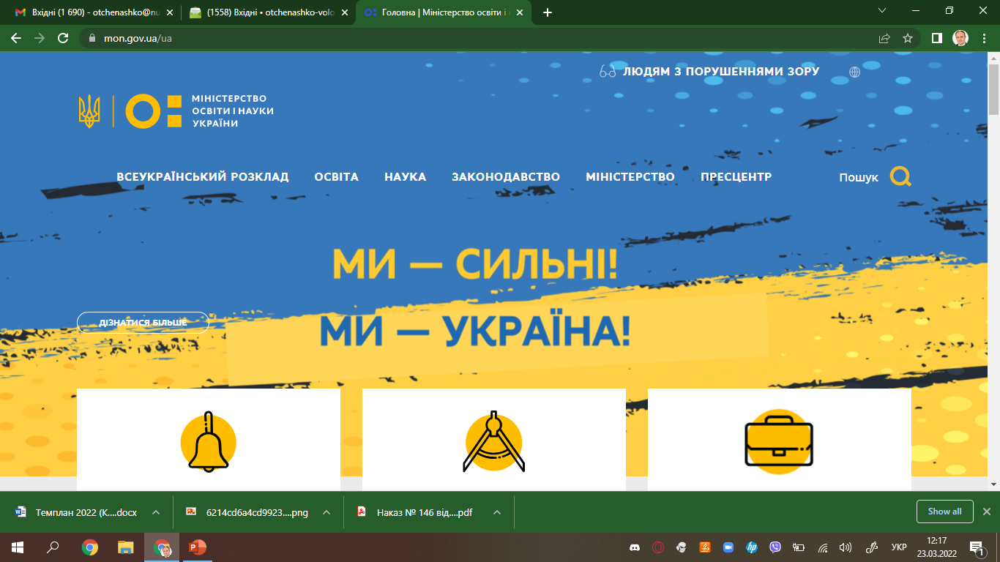 Вхідні (1 690) - otchenashko@nu
(1558) Вхідні • otchenashko-volo
Головна | Міністерство освіти і н
mon.gov.ua/ua
ЛЮДЯМ З ПОРУШЕННЯМИ ЗОРУ
МІНІСТЕРСТВО
ОСВІТИ І НАУКИ
УКРАЇНИ
ВСЕУКРАЇНСЬКИЙ РОЗКЛАД ОСВІТА НАУКА ЗАКОНОДАВСТВО МІНІСТЕРСТВО ПРЕСЦЕНТР Пошук
МИ — СИЛЬНІ!
ДІЗНАТИСЯ БІЛЬШЕ
МИ — УКРАЇНА!
Темплан 2022 (К....docx
6214cd6a4cd9923....png
Наказ № 146 від....pdf
Show all
УКР
12:17
23.03.2022
1